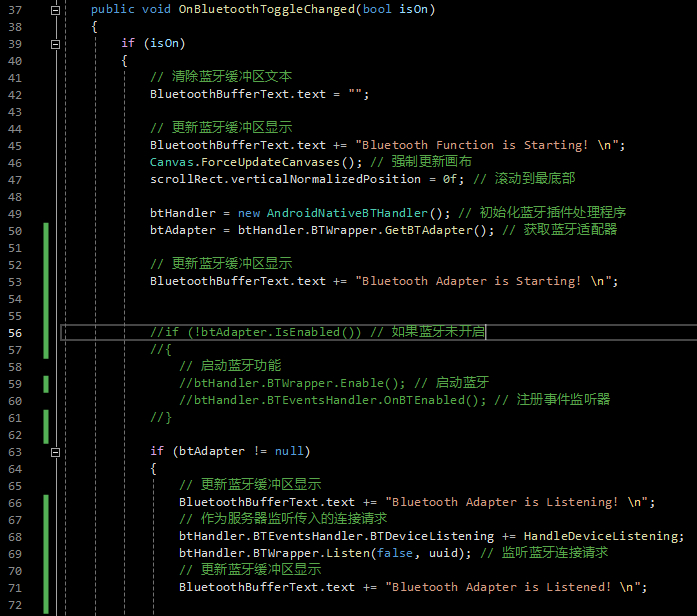 37 public void OnBluetoothToggleChanged(bool isOn)
38 {
39 if (isOn)
40 {
41 // 清除蓝牙缓冲区文本
42 BluetoothBufferText.text = "";
43
44 // 更新蓝牙缓冲区显示
45 BluetoothBufferText.text += "Bluetooth Function is Starting! \n";
46 Canvas.ForceUpdateCanvases(); // 强制更新画布
47 scrollRect.verticalNormalizedPosition = 0f; // 滚动到最底部
48
49 btHandler = new AndroidNativeBTHandler(); // 初始化蓝牙插件处理程序
50 btAdapter = btHandler.BTWrapper.GetBTAdapter(); // 获取蓝牙适配器
51
52 // 更新蓝牙缓冲区显示
53 BluetoothBufferText.text += "Bluetooth Adapter is Starting! \n";
54
55
56 //if (!btAdapter.IsEnabled()) // 如果蓝牙未开启
57 //{
58 // 启动蓝牙功能
59 //btHandler.BTWrapper.Enable(); // 启动蓝牙
60 //btHandler.BTEventsHandler.OnBTEnabled(); // 注册事件监听器
61 //}
62
63 if (btAdapter != null)
64 {
65 // 更新蓝牙缓冲区显示
66 BluetoothBufferText.text += "Bluetooth Adapter is Listening! \n";
67 // 作为服务器监听传入的连接请求
68 btHandler.BTEventsHandler.BTDeviceListening += HandleDeviceListening;
69 btHandler.BTWrapper.Listen(false, uuid); // 监听蓝牙连接请求
70 // 更新蓝牙缓冲区显示
71 BluetoothBufferText.text += "Bluetooth Adapter is Listened! \n";
72